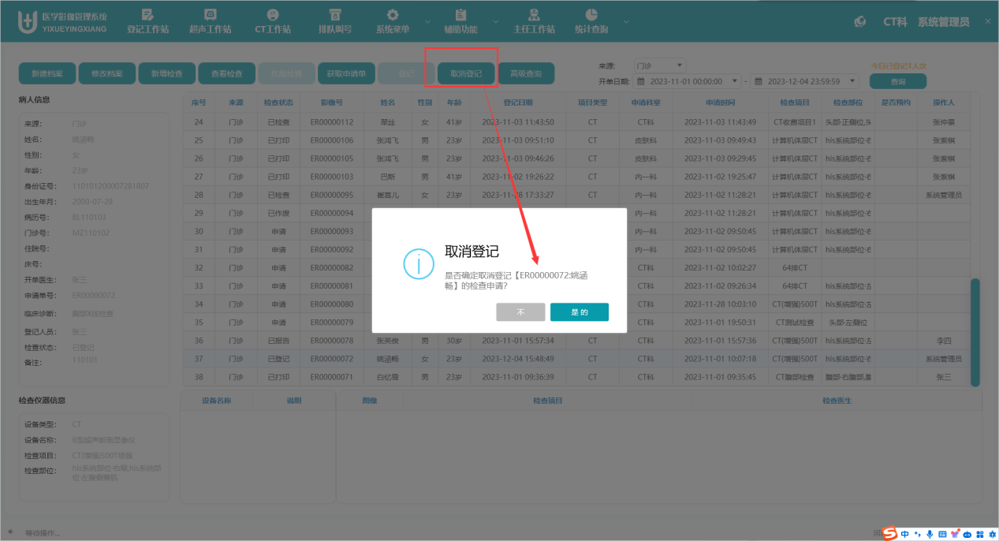 医学影像管理系统
YIXUEYINGXIANG
登记工作站
超声工作站
CT工作站
排队叫号
系统菜单
辅助功能
主任工作站
统计查询
CT科 系统管理员
新建档案
修改档案
新增检查
查看检查
作废检查
获取申请单
登记
取消登记
高级查询
来源: 门诊
今日已登记1人次
开单日期: 2023-11-01 00:00:00 - 2023-12-04 23:59:59
查询
病人信息
来源: 门诊
姓名: 姚涵畅
性别: 女
年龄: 23岁
身份证号: 110101200007281807
出生年月: 2000-07-28
病历号: BL110103
门诊号: MZ110102
住院号:
床号:
开单医生: 张三
申请单号: ER00000072
临床诊断: 胸部X线检查
登记人员: 张三
检查状态: 已登记
备注: 110101
序号 来源 检查状态 影像号 姓名 性别 年龄 登记日期 项目类型 申请科室 申请时间 检查项目 检查部位 是否预约 操作人
24 门诊 已检查 ER00000112 翠丝 女 41岁 2023-11-03 11:43:50 CT CT科 2023-11-03 11:43:49 CT收费项目1 头部·正侧位,头 张仲景
25 门诊 已打印 ER00000106 张鸿飞 男 23岁 2023-11-03 09:51:10 CT 皮肤科 2023-11-03 09:49:43 计算机体层CT his系统部位·右 张紫棋
26 门诊 已打印 ER00000105 张鸿飞 男 23岁 2023-11-03 09:46:26 CT 皮肤科 2023-11-03 09:29:45 计算机体层CT his系统部位·右 张紫棋
27 门诊 已打印 ER00000103 巴斯 男 41岁 2023-11-02 19:26:22 CT 内一科 2023-11-02 19:25:47 计算机体层CT his系统部位·右 张紫棋
28 门诊 已检查 ER00000095 崔富儿 女 23岁 2023-11-28 17:33:27 CT 内一科 2023-11-02 11:28:21 计算机体层CT his系统部位·右 系统管理员
29 门诊 已作废 ER00000094 内一科 2023-11-02 11:28:21 计算机体层CT his系统部位·右
30 门诊 申请 ER00000093 内一科 2023-11-02 09:50:45 计算机体层CT his系统部位·右
31 门诊 申请 ER00000092 内一科 2023-11-02 09:50:45 计算机体层CT his系统部位·右
32 门诊 申请 ER00000082 CT科 2023-11-02 10:02:27 64排CT
33 门诊 申请 ER00000081 CT科 2023-11-02 09:26:34 64排CT his系统部位·左
34 门诊 申请 ER00000080 CT科 2023-11-28 10:03:10 CT(增强)500T his系统部位·左
35 门诊 申请 ER00000079 CT科 2023-11-01 19:50:31 CT测试检查 头部·左侧位
36 门诊 已报告 ER00000078 张英俊 男 30岁 2023-11-01 15:57:34 CT CT科 2023-11-01 15:57:36 CT(增强)500T his系统部位·左 李四
37 门诊 已登记 ER00000072 姚涵畅 女 23岁 2023-12-04 15:48:49 CT CT科 2023-11-01 10:07:18 CT(增强)500T his系统部位·右 系统管理员
38 门诊 已打印 ER00000071 白亿雪 男 23岁 2023-11-01 09:36:39 CT CT科 2023-11-01 09:35:45 CT腹部检查 腹部·右腹部,腹 张三
取消登记
是否确定取消登记【ER00000072:姚涵
畅】的检查申请?
不
是的
检查仪器信息
设备类型: CT
设备名称: B型超声断面显像仪
检查项目: CT(增强)500T场强
检查部位: his系统部位·右眼,his系统部
位·左腹侧臀肌
设备名称 说明 图像 检查项目 检查医生
等待操作...
河
中